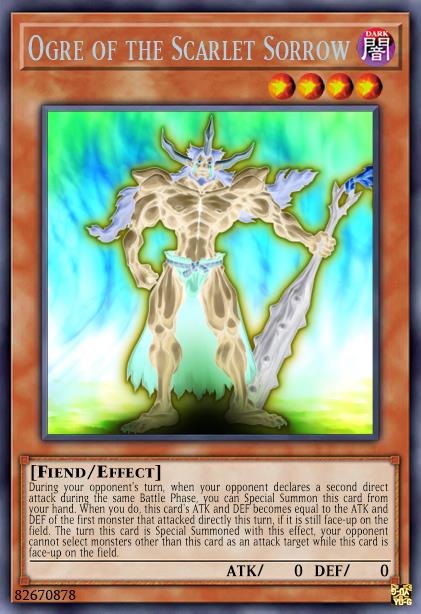 OGRE OF THE SCARLET SORROW
DARK
闇
[FIEND/EFFECT]
During your opponent's turn, when your opponent declares a second direct
attack during the same Battle Phase, you can Special Summon this card from
your hand. When you do, this card's ATK and DEF becomes equal to the ATK and
DEF of the first monster that attacked directly this turn, if it is still face-up on the
field. The turn this card is Special Summoned with this effect, your opponent
cannot select monsters other than this card as an attack target while this card is
face-up on the field.
ATK/ 0 DEF/ 0
82670878